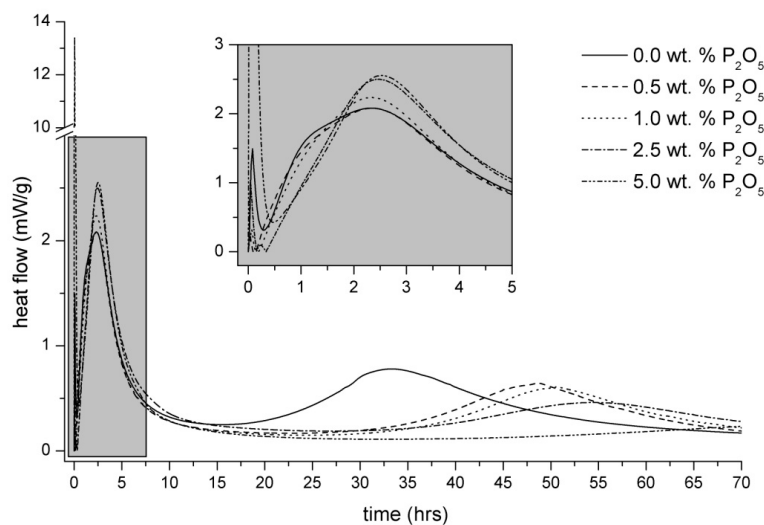 14
13
12
11
10
2
1
0
heat flow (mW/g)
0 5 10 15 20 25 30 35 40 45 50 55 60 65 70
time (hrs)
3
2
1
0
0 1 2 3 4 5
0.0 wt. % P₂O₅
0.5 wt. % P₂O₅
1.0 wt. % P₂O₅
2.5 wt. % P₂O₅
5.0 wt. % P₂O₅